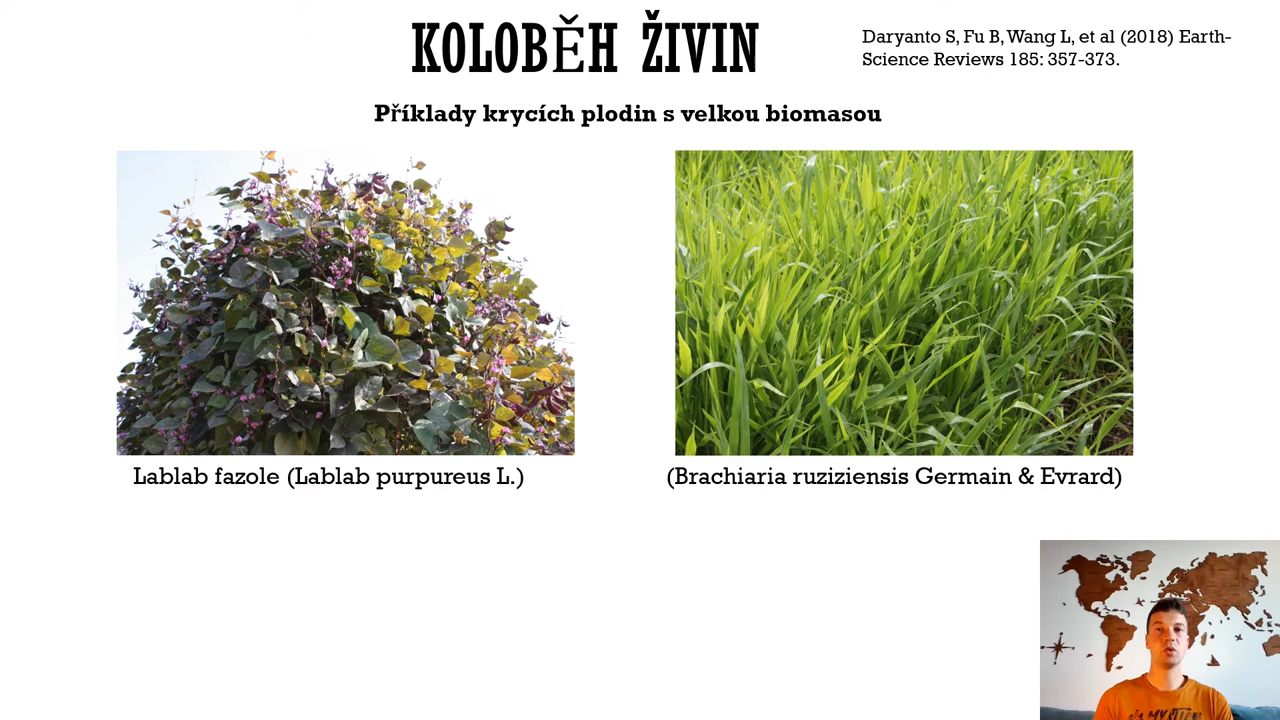 KOLOBĚH ŽIVIN
Daryanto S, Fu B, Wang L, et al (2018) Earth-
Science Reviews 185: 357-373.
Příklady krycích plodin s velkou biomasou
Lablab fazole (Lablab purpureus L.)
(Brachiaria ruziziensis Germain & Evrard)